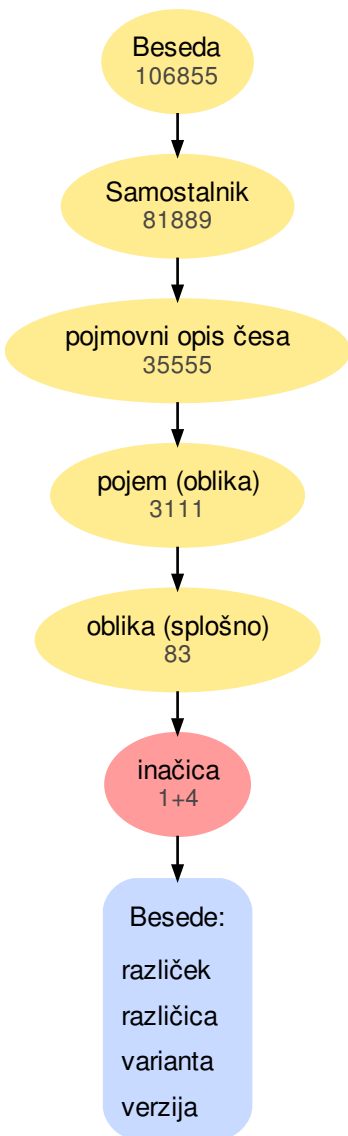 Beseda
106855
Samostalnik
81889
pojmovni opis česa
35555
pojem (oblika)
3111
oblika (splošno)
83
inačica
1+4
Besede:
različek
različica
varianta
verzija